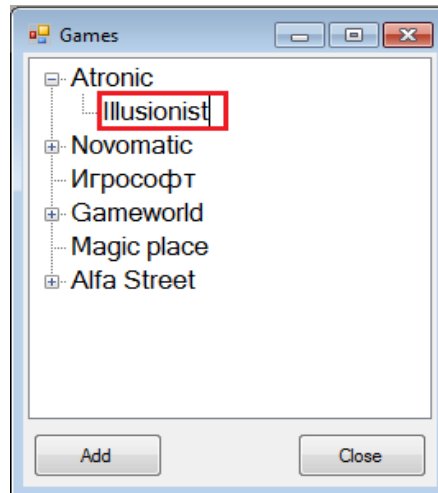 Games
Atronic
Illusionist
Novomatic
Игрософт
Gameworld
Magic place
Alfa Street
Add Close